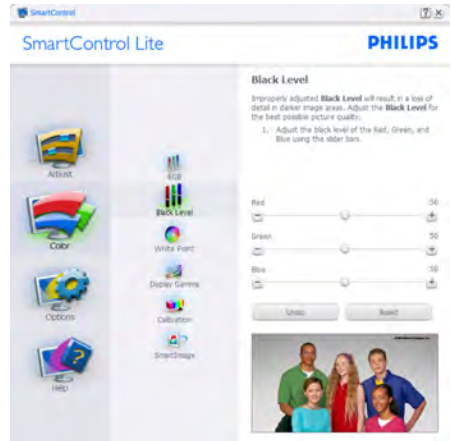 SmartControl
SmartControl Lite
PHILIPS
Adjust
Color
Options
Help
RGB
Black Level
White Point
Display Gamma
Calibration
SmartImage
Black Level
Improperly adjusted Black Level will result in a loss of
detail in darker image areas. Adjust the Black Level for
the best possible picture quality.
1. Adjust the black level of the Red, Green, and
Blue using the slider bars.
Red 50
Green 50
Blue 50
Undo Reset